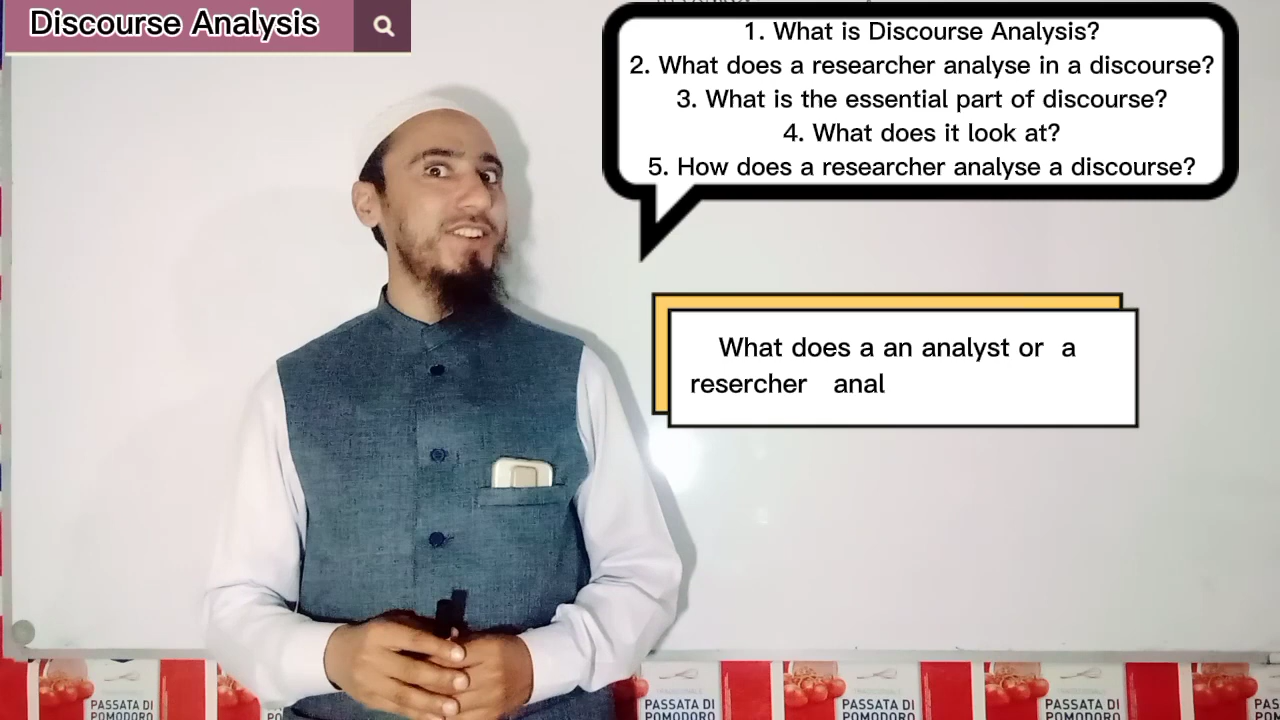 Discourse Analysis
1. What is Discourse Analysis?
2. What does a researcher analyse in a discourse?
3. What is the essential part of discourse?
4. What does it look at?
5. How does a researcher analyse a discourse?
What does a an analyst or a
resercher anal
PASSATA DI
POMODORO
PASSATA DI
POMODORO
PASSATA DI
POMODORO
PASSATA DI
POMODORO
PASSATA DI
POMODORO